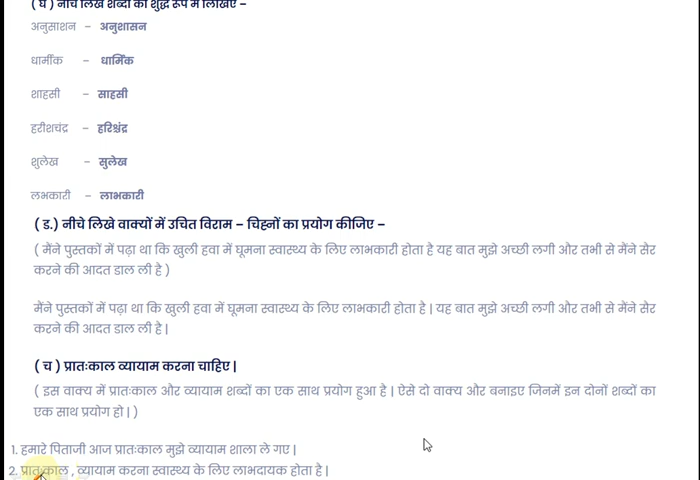 ( घ ) नीचे लिखे शब्दों को शुद्ध रूप में लिखिए –
अनुसाशन – अनुशासन
धार्मीक – धार्मिक
शाहसी – साहसी
हरीशचंद्र – हरिश्चंद्र
शुलेख – सुलेख
लभकारी – लाभकारी
( ड.) नीचे लिखे वाक्यों में उचित विराम – चिह्नों का प्रयोग कीजिए –
( मैंने पुस्तकों में पढ़ा था कि खुली हवा में घूमना स्वास्थ्य के लिए लाभकारी होता है यह बात मुझे अच्छी लगी और तभी से मैंने सैर
करने की आदत डाल ली है )
मैंने पुस्तकों में पढ़ा था कि खुली हवा में घूमना स्वास्थ्य के लिए लाभकारी होता है | यह बात मुझे अच्छी लगी और तभी से मैंने सैर
करने की आदत डाल ली है |
( च ) प्रातःकाल व्यायाम करना चाहिए |
( इस वाक्य में प्रातःकाल और व्यायाम शब्दों का एक साथ प्रयोग हुआ है | ऐसे दो वाक्य और बनाइए जिनमें इन दोनों शब्दों का
एक साथ प्रयोग हो | )
1. हमारे पिताजी आज प्रातःकाल मुझे व्यायाम शाला ले गए |
2. प्रातःकाल , व्यायाम करना स्वास्थ्य के लिए लाभदायक होता है |